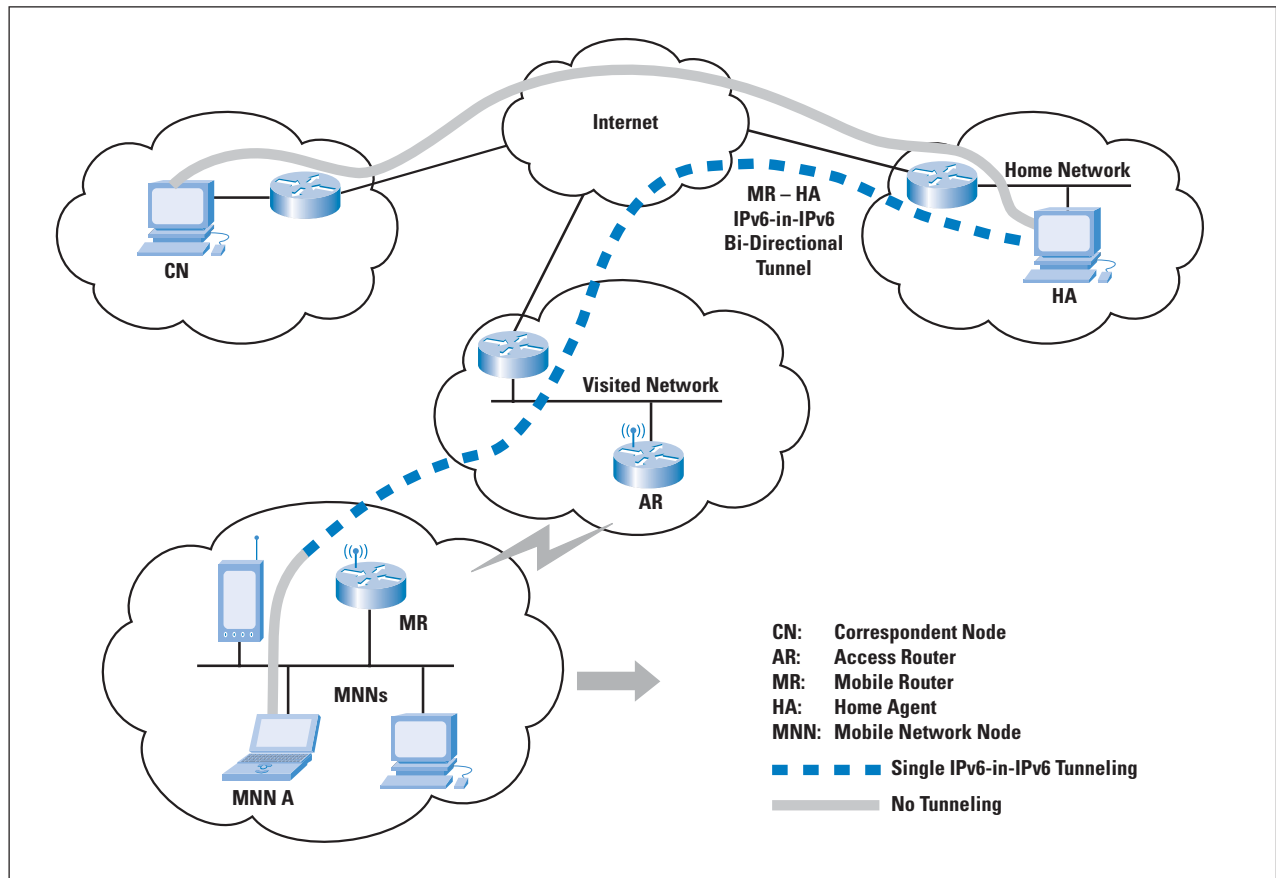 Internet
Home Network
MR – HA
IPv6-in-IPv6
Bi-Directional
Tunnel
CN
HA
Visited Network
AR
MR
MNNs
MNN A
CN: Correspondent Node
AR: Access Router
MR: Mobile Router
HA: Home Agent
MNN: Mobile Network Node
Single IPv6-in-IPv6 Tunneling
No Tunneling